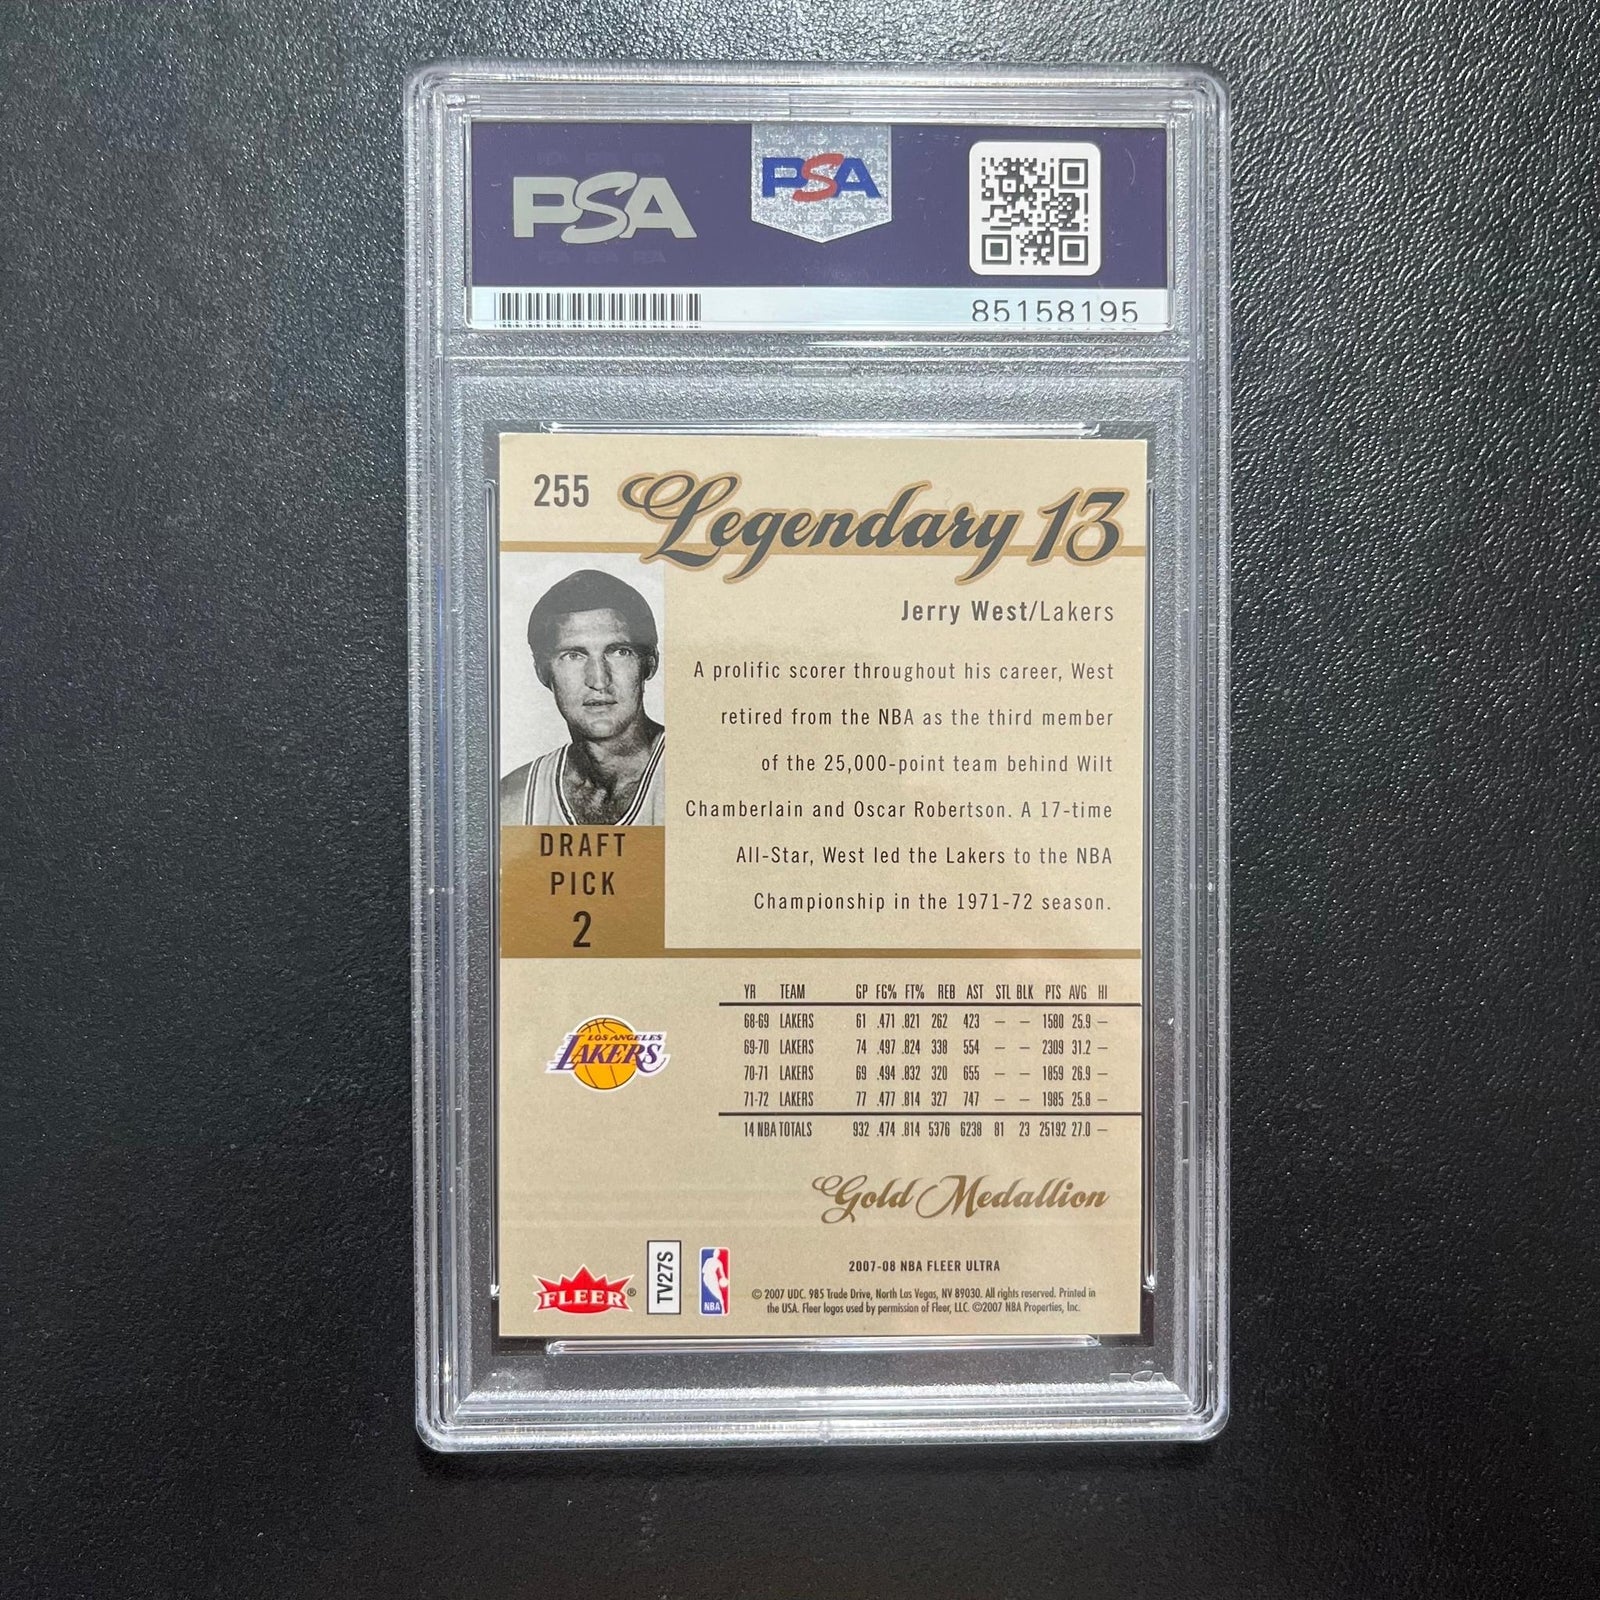 PSA
PSA
85158195
255
Legendary 13
Jerry West/Lakers
A prolific scorer throughout his career, West
retired from the NBA as the third member
of the 25,000-point team behind Wilt
Chamberlain and Oscar Robertson. A 17-time
All-Star, West led the Lakers to the NBA
Championship in the 1971-72 season.
DRAFT
PICK
2
LOS ANGELES
LAKERS
YR TEAM GP FG% FT% REB AST STL BLK PTS AVG HI
68-69 LAKERS 61 .471 .821 262 423 — — 1580 25.9 —
69-70 LAKERS 74 .497 .824 338 554 — — 2309 31.2 —
70-71 LAKERS 69 .494 .832 320 655 — — 1859 26.9 —
71-72 LAKERS 77 .477 .814 327 747 — — 1985 25.8 —
14 NBA TOTALS 932 .474 .814 5376 6238 81 23 25192 27.0 —
Gold Medallion
FLEER®
TV27S
NBA
2007-08 NBA FLEER ULTRA
© 2007 UDC. 985 Trade Drive, North Las Vegas, NV 89030. All rights reserved. Printed in
the USA. Fleer logos used by permission of Fleer, LLC. ©2007 NBA Properties, Inc.
PSA